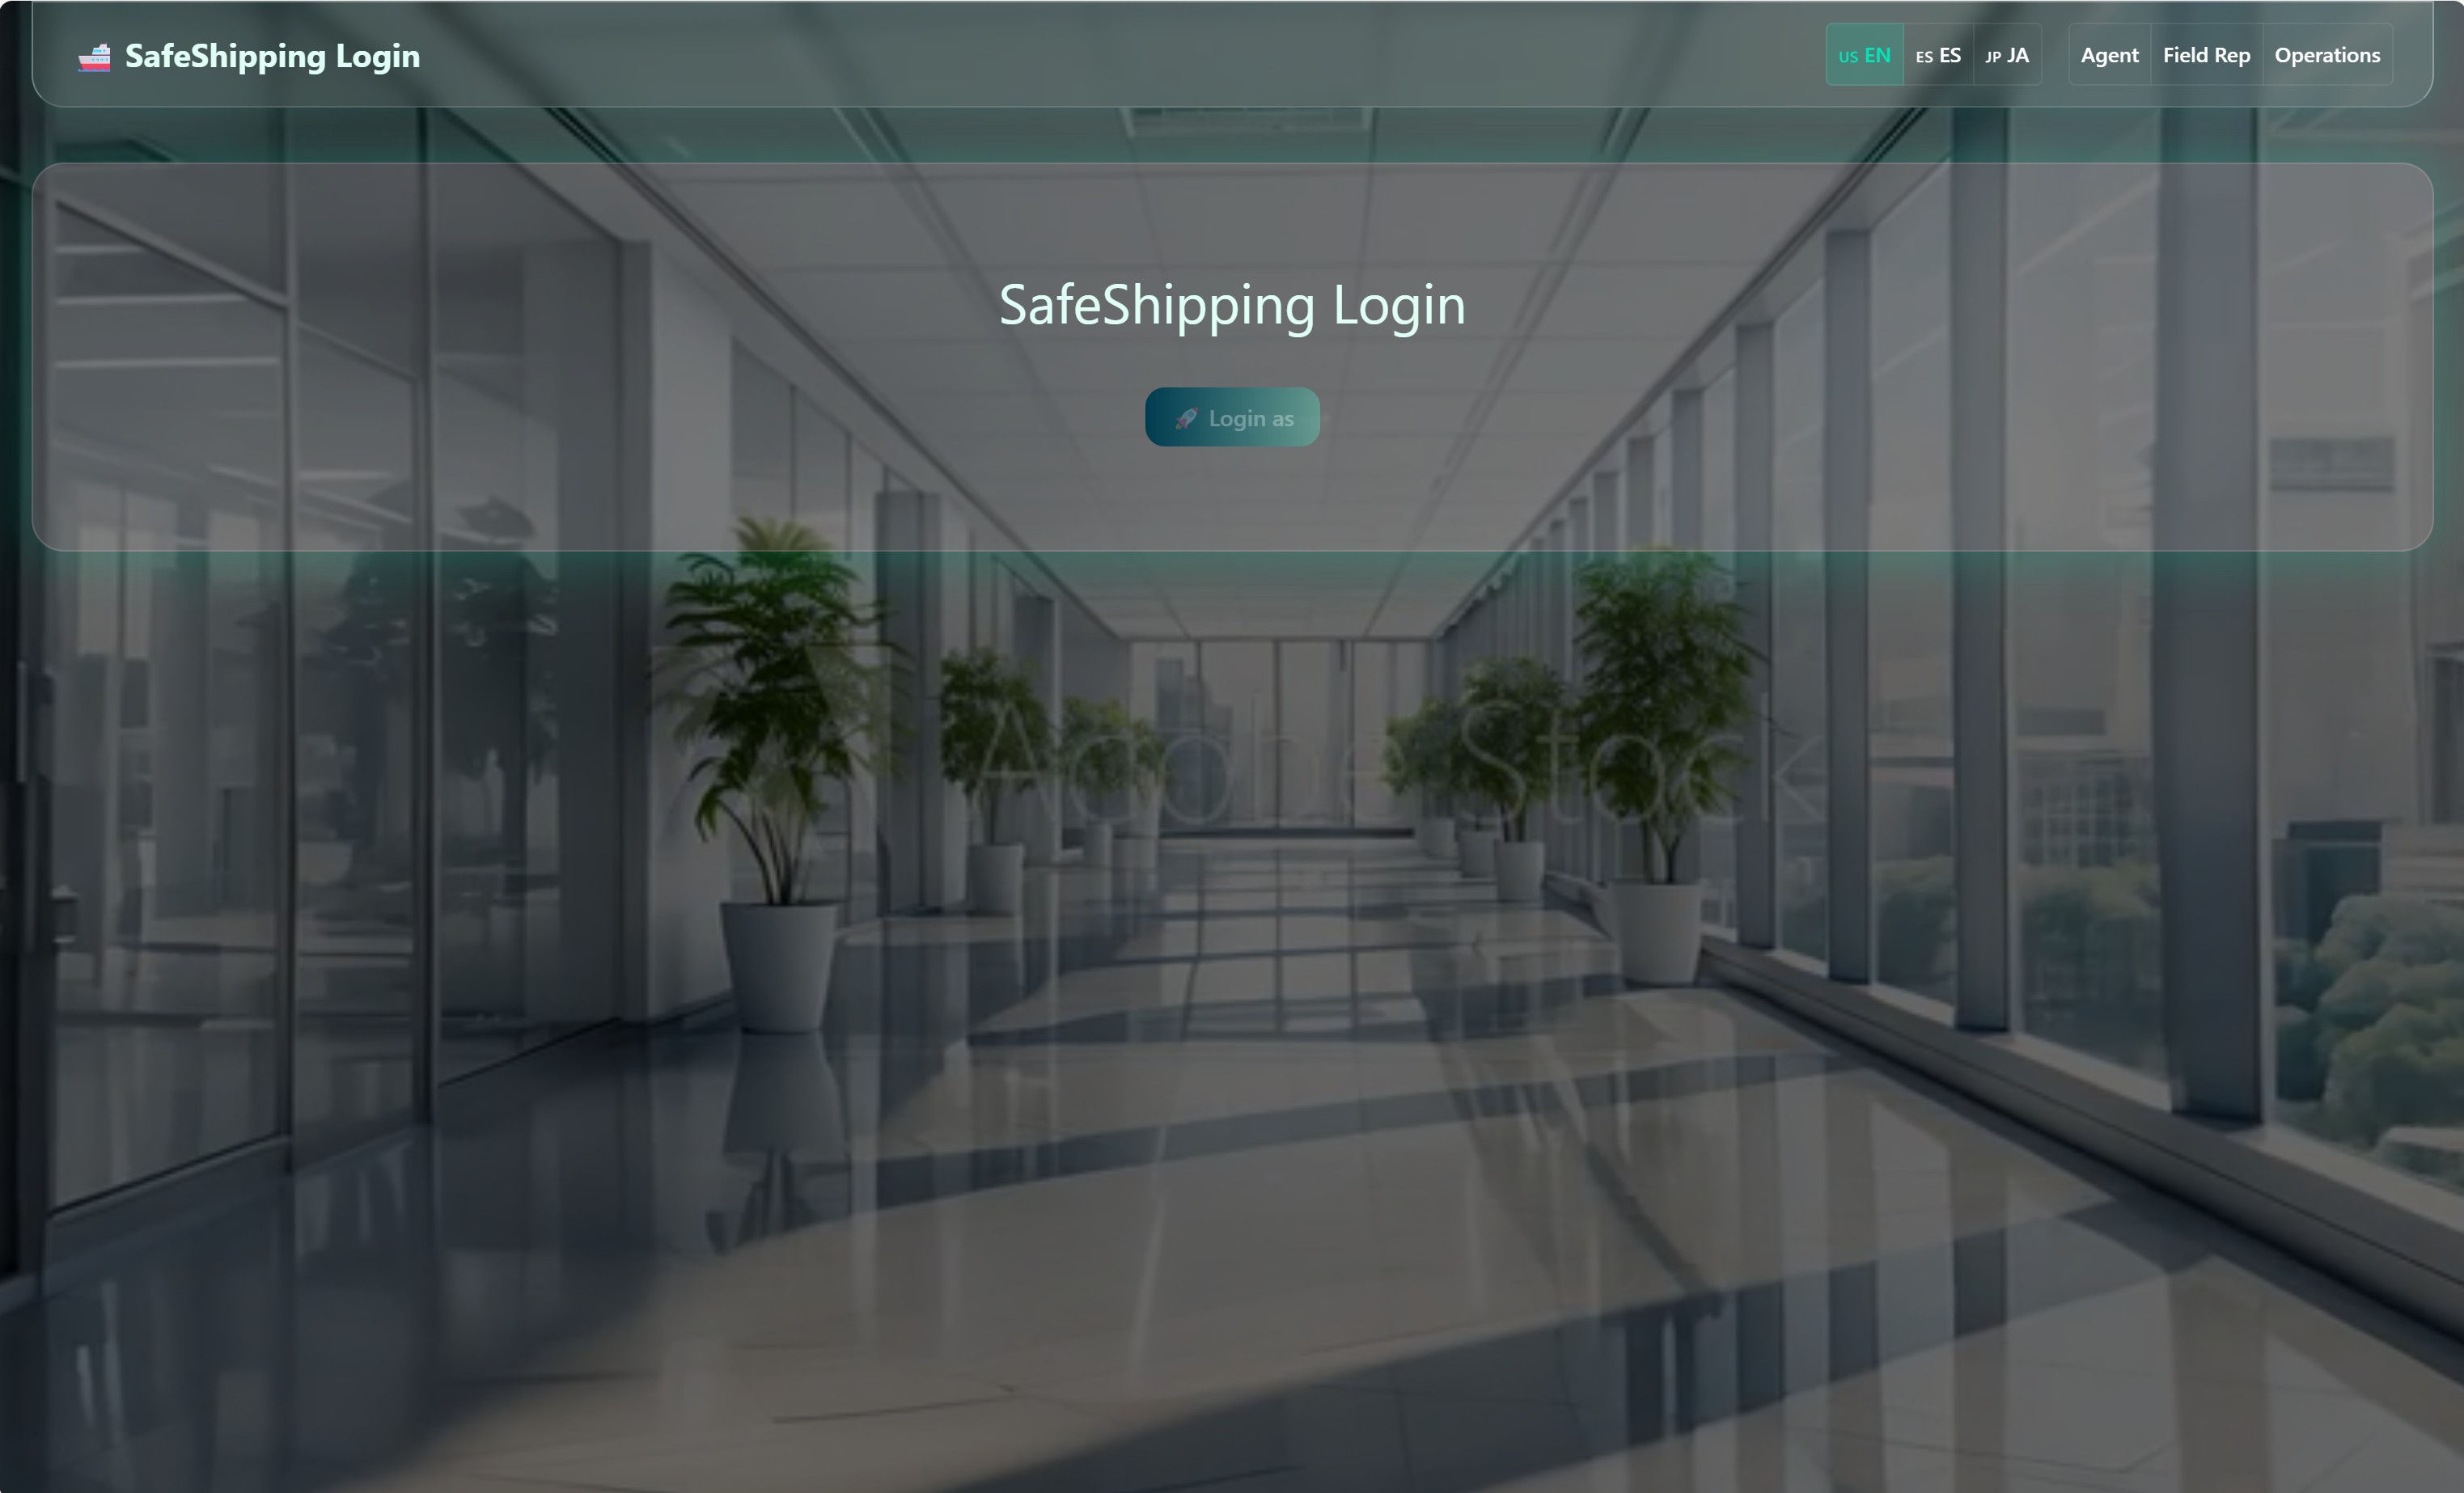 SafeShipping Login
US EN ES ES JP JA Agent Field Rep Operations
SafeShipping Login
Login as
Adobe Stock